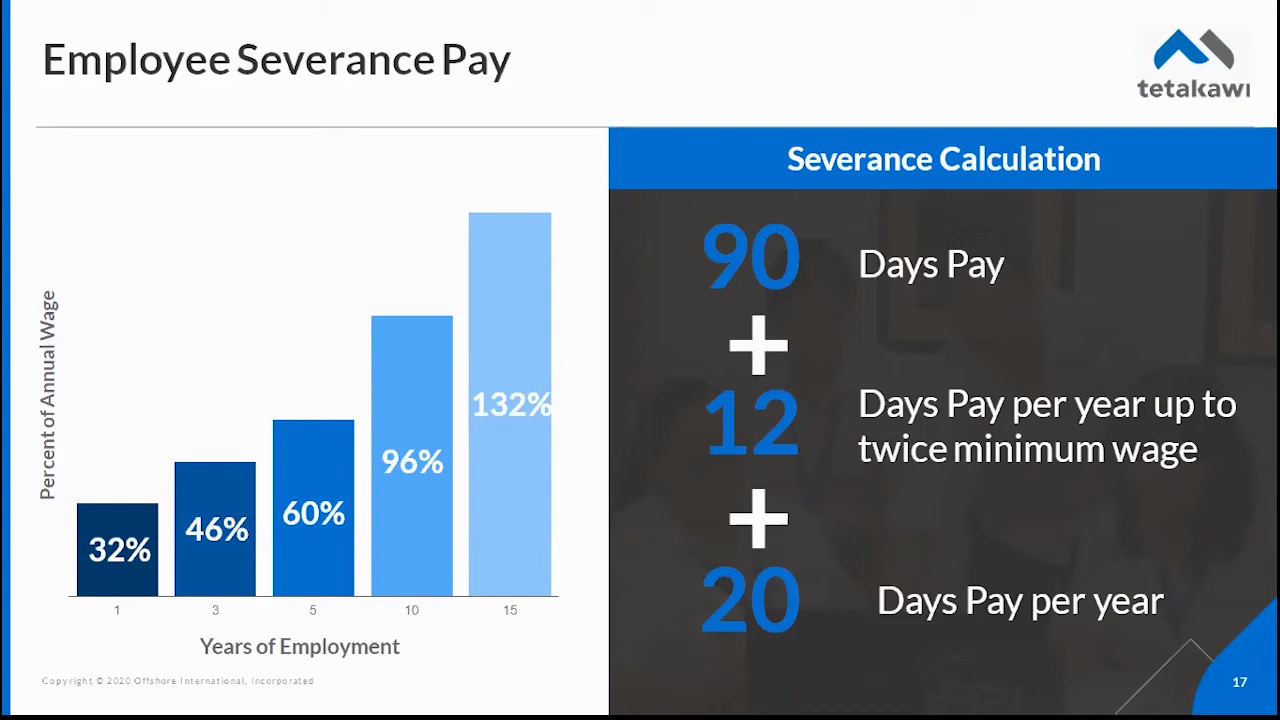 Employee Severance Pay
tetakawi
Percent of Annual Wage
32%
46%
60%
96%
132%
1
3
5
10
15
Years of Employment
Copyright © 2020 Offshore International, Incorporated
Severance Calculation
90
Days Pay
+
12
Days Pay per year up to
twice minimum wage
+
20
Days Pay per year
17